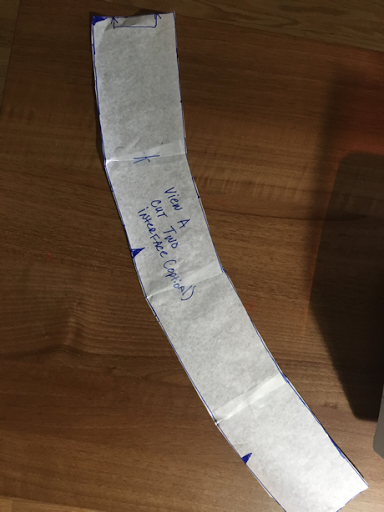 VIEW A
CUT TWO
INTERFACE (optional)